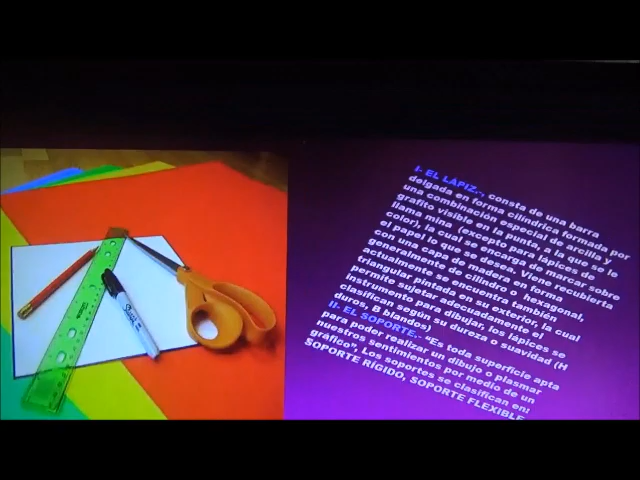 I- EL LÁPIZ.-, consta de una barra
delgada en forma cilíndrica formada por
una combinación especial de arcilla y
grafito visible en la punta, a la que se le
llama mina (excepto para lápices de
color), la cual se encarga de marcar sobre
el papel lo que se desea. Viene recubierta
con una capa de madera en forma
generalmente de cilindro o hexagonal,
actualmente se encuentra también
triangular pintada en su exterior, la cual
permite sujetar adecuadamente el
instrumento para dibujar, los lápices se
clasifican según su dureza o suavidad (H
duros, B blandos)
II- EL SOPORTE.- "Es toda superficie apta
para poder realizar un dibujo o plasmar
nuestros sentimientos por medio de un
gráfico". Los soportes se clasifican en:
SOPORTE RÍGIDO, SOPORTE FLEXIBLE
Sharpie